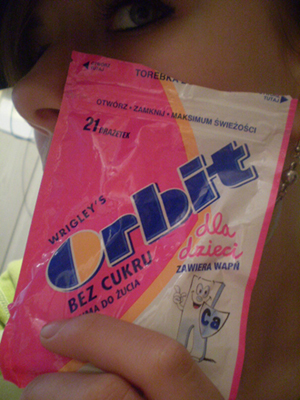 TOREBKA
OTWÓRZ • ZAMKNIJ • MAKSIMUM ŚWIEŻOŚCI
21 DRAŻETEK
WRIGLEY'S
Orbit
dla
dzieci
BEZ CUKRU
GUMA DO ŻUCIA
ZAWIERA WAPŃ
Ca